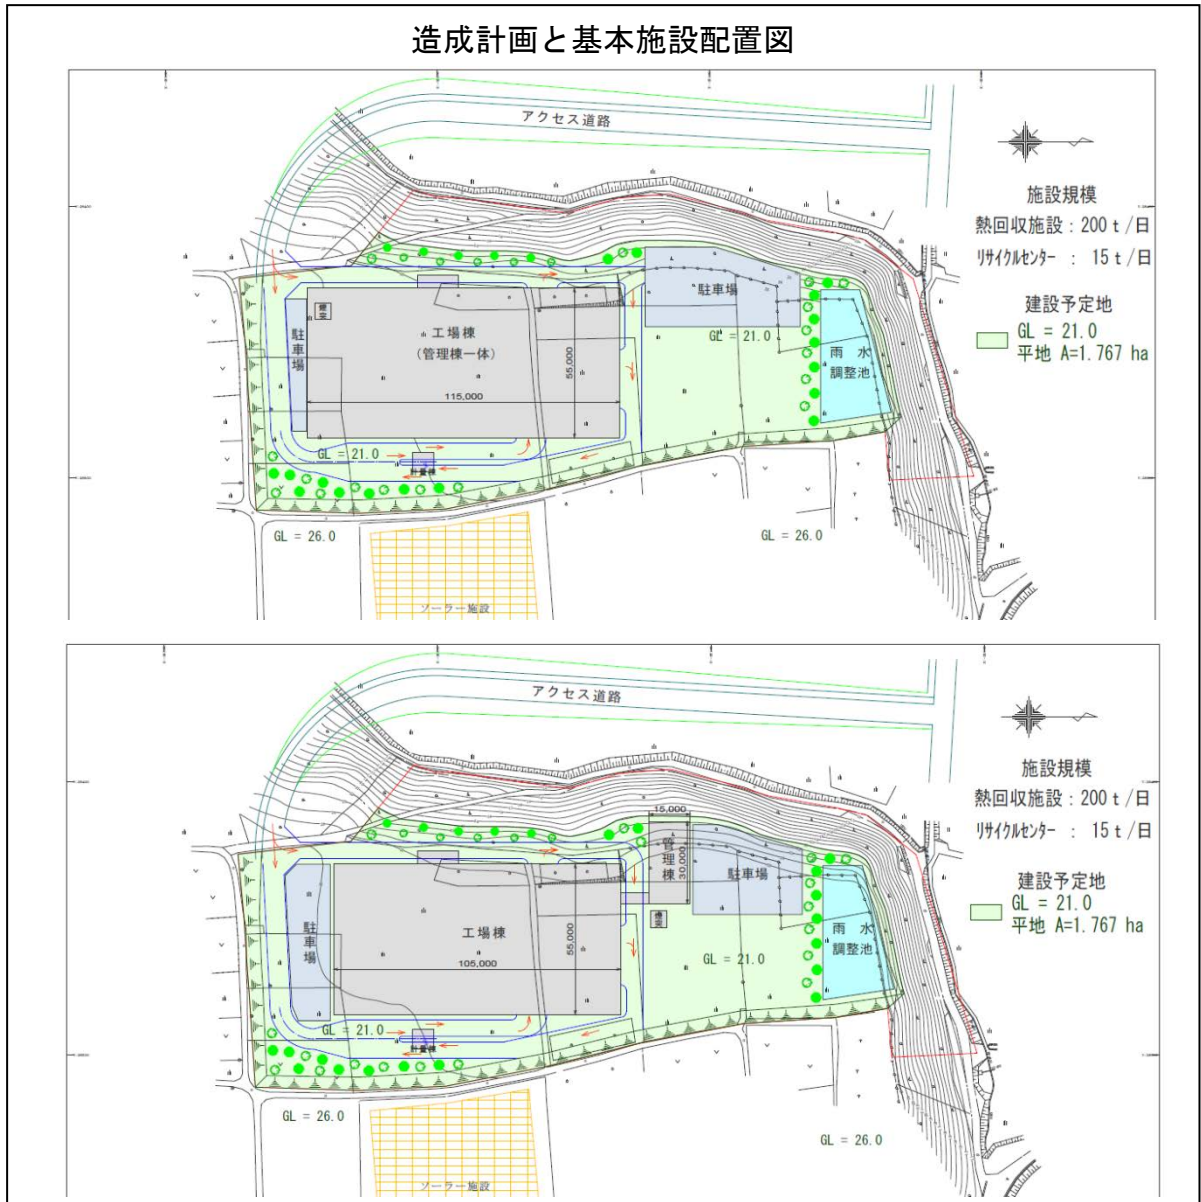 造成計画と基本施設配置図
アクセス道路
施設規模
熱回収施設：200ｔ/日
リサイクルセンター ： 15ｔ/日
建設予定地
GL = 21.0
平地 A=1.767 ha
煙突
駐車場
工場棟
(管理棟一体)
55,000
115,000
駐車場
GL = 21.0
雨 水
調整池
GL = 21.0
計量棟
GL = 26.0
GL = 26.0
ソーラー施設
アクセス道路
施設規模
熱回収施設：200ｔ/日
リサイクルセンター ： 15ｔ/日
建設予定地
GL = 21.0
平地 A=1.767 ha
15,000
管理棟
30,000
駐車場
煙突
駐車場
工場棟
55,000
105,000
GL = 21.0
雨 水
調整池
GL = 21.0
計量棟
GL = 26.0
GL = 26.0
ソーラー施設